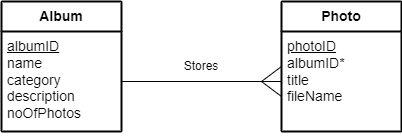 Album
albumID
name
category
description
noOfPhotos
Stores
Photo
photoID
albumID*
title
fileName